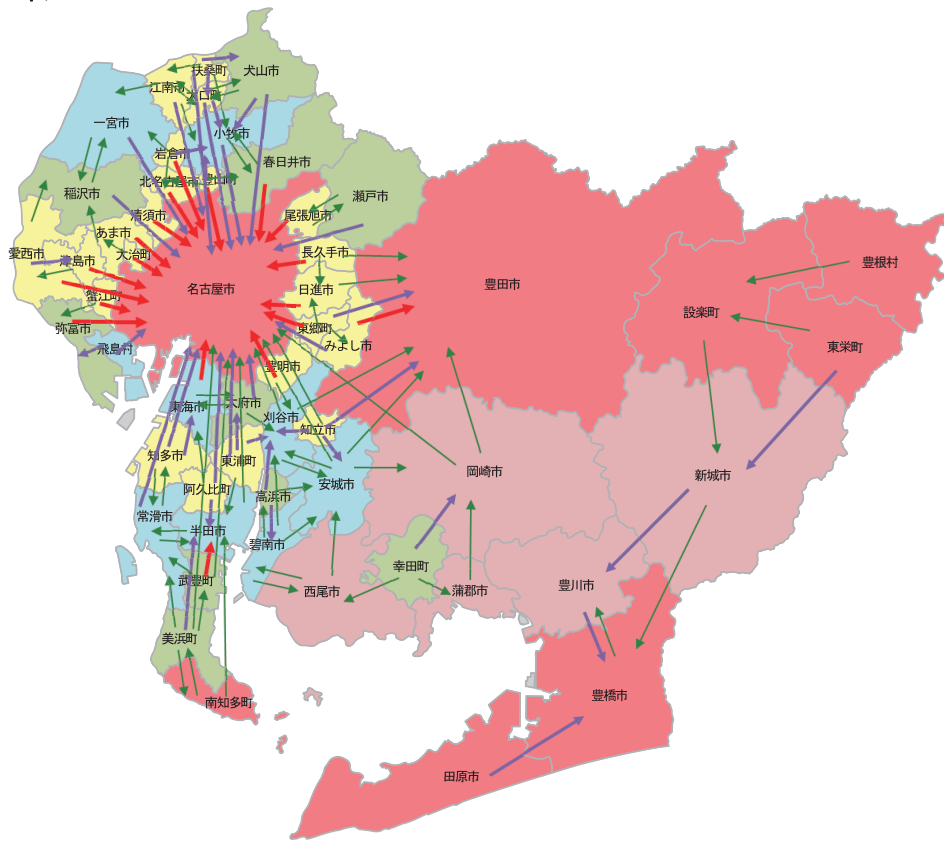 扶桑町
犬山市
江南市
大口町
一宮市
小牧市
岩倉市
春日井市
北名古屋市
豊山町
稲沢市
瀬戸市
清須市
尾張旭市
あま市
愛西市
津島市
大治町
長久手市
豊根村
名古屋市
日進市
豊田市
蟹江町
設楽町
弥富市
東郷町
飛島村
みよし市
東栄町
豊明市
東海市
大府市
刈谷市
知立市
知多市
東浦町
岡崎市
新城市
阿久比町
高浜市
安城市
常滑市
半田市
碧南市
武豊町
幸田町
西尾市
蒲郡市
豊川市
美浜町
南知多町
豊橋市
田原市